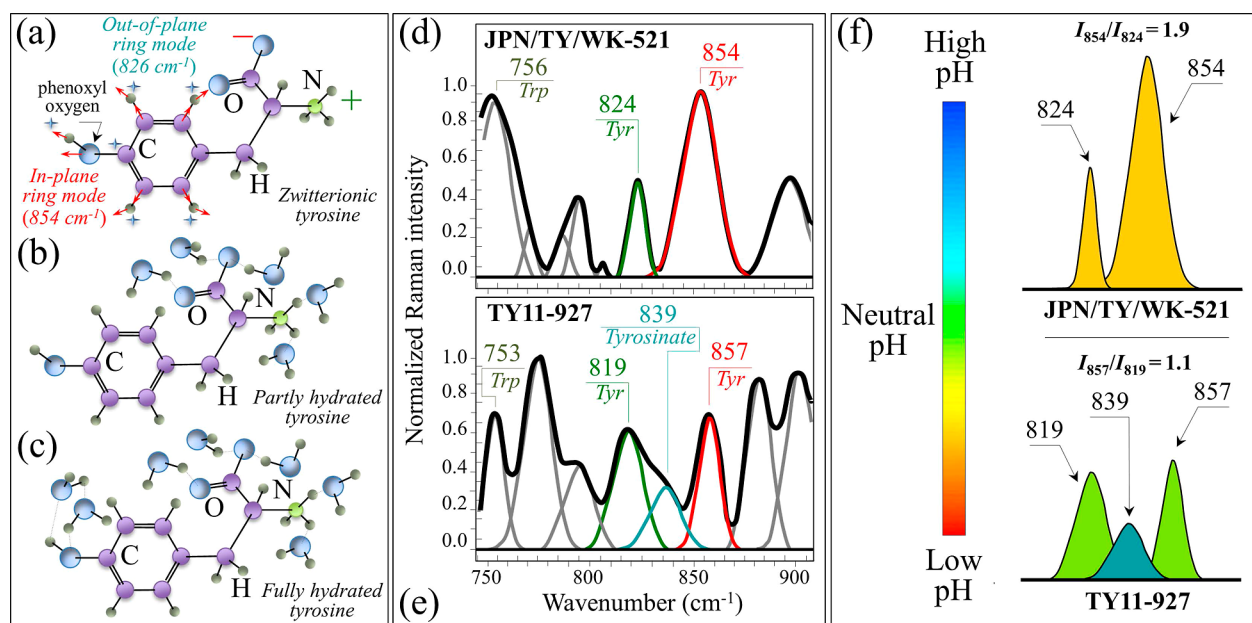 (a)
Out-of-plane
ring mode
(826 cm⁻¹)
phenoxyl
oxygen
−
O
N
+
C
H
In-plane
ring mode
(854 cm⁻¹)
Zwitterionic
tyrosine
(b)
N
O
C
H
Partly hydrated
tyrosine
(c)
N
O
C
H
Fully hydrated
tyrosine
(d)
JPN/TY/WK-521
756
Trp
824
Tyr
854
Tyr
1.0
0.8
0.6
0.4
0.2
0.0
Normalized Raman intensity
TY11-927
753
Trp
819
Tyr
839
Tyrosinate
857
Tyr
1.0
0.8
0.6
0.4
0.2
0.0
750
800
850
900
(e)
Wavenumber (cm⁻¹)
(f)
High
pH
Neutral
pH
Low
pH
I₈₅₄/I₈₂₄ = 1.9
824
854
JPN/TY/WK-521
I₈₅₇/I₈₁₉ = 1.1
819
839
857
TY11-927